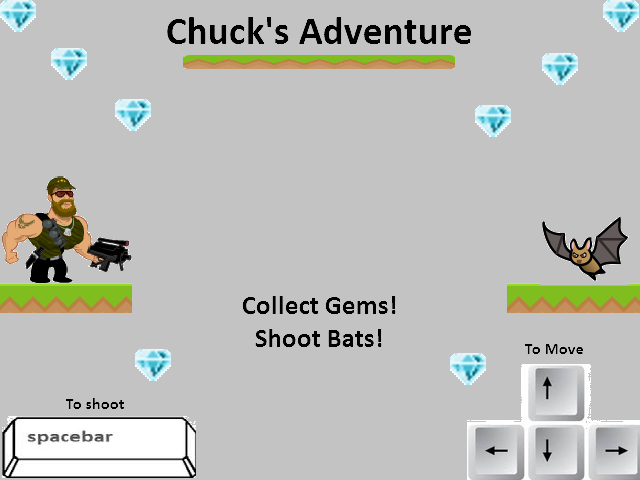 Chuck's Adventure
Collect Gems!
Shoot Bats!
To Move
To shoot
spacebar